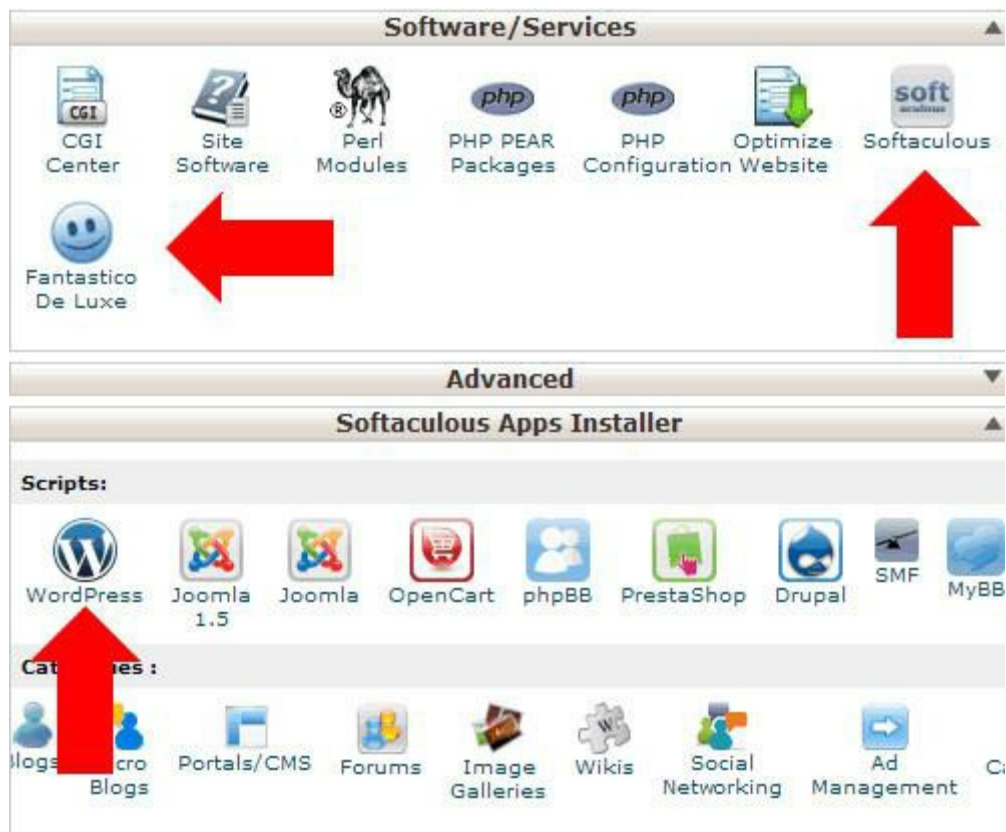 Software/Services
CGI
php
php
soft
CGI Center
Site Software
Perl Modules
PHP PEAR Packages
PHP Configuration
Optimize Website
Softaculous
Fantastico De Luxe
Advanced
Softaculous Apps Installer
Scripts:
WordPress
Joomla 1.5
Joomla
OpenCart
phpBB
PrestaShop
Drupal
SMF
MyBB
Blogs
Portals/CMS
Forums
Image Galleries
Wikis
Social Networking
Ad Management